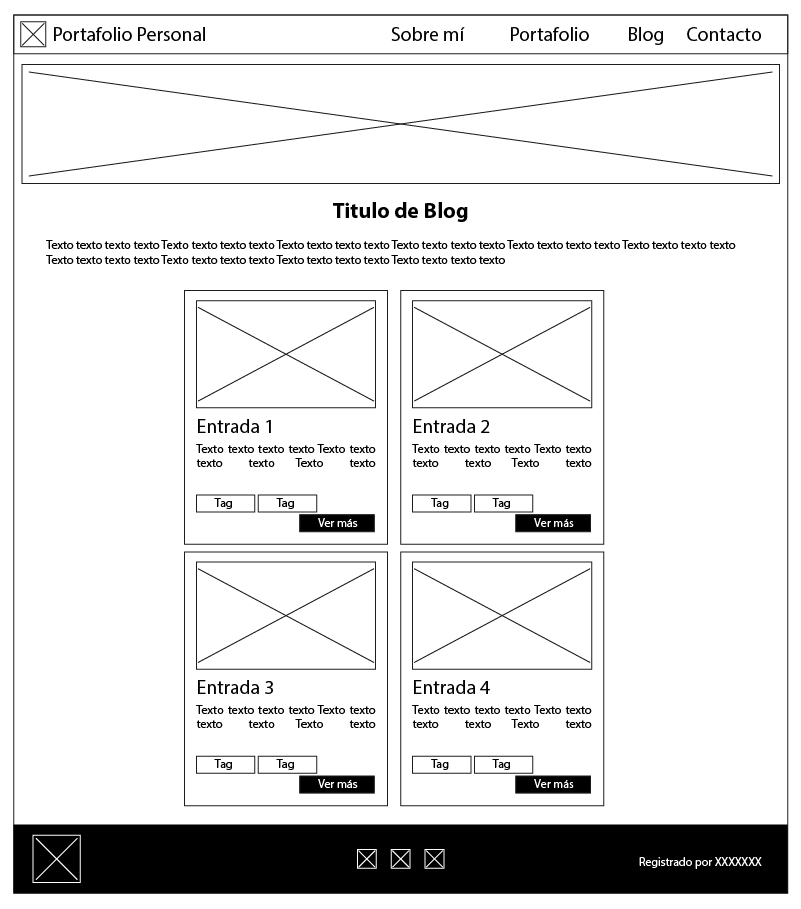 Portafolio Personal Sobre mí Portafolio Blog Contacto
Titulo de Blog
Texto texto texto texto Texto texto texto texto Texto texto texto texto Texto texto texto texto Texto texto texto texto Texto texto texto texto
Texto texto texto texto Texto texto texto texto Texto texto texto texto Texto texto texto texto
Entrada 1
Texto texto texto texto Texto texto
texto texto Texto texto
Tag Tag
Ver más
Entrada 2
Texto texto texto texto Texto texto
texto texto Texto texto
Tag Tag
Ver más
Entrada 3
Texto texto texto texto Texto texto
texto texto Texto texto
Tag Tag
Ver más
Entrada 4
Texto texto texto texto Texto texto
texto texto Texto texto
Tag Tag
Ver más
Registrado por XXXXXXX